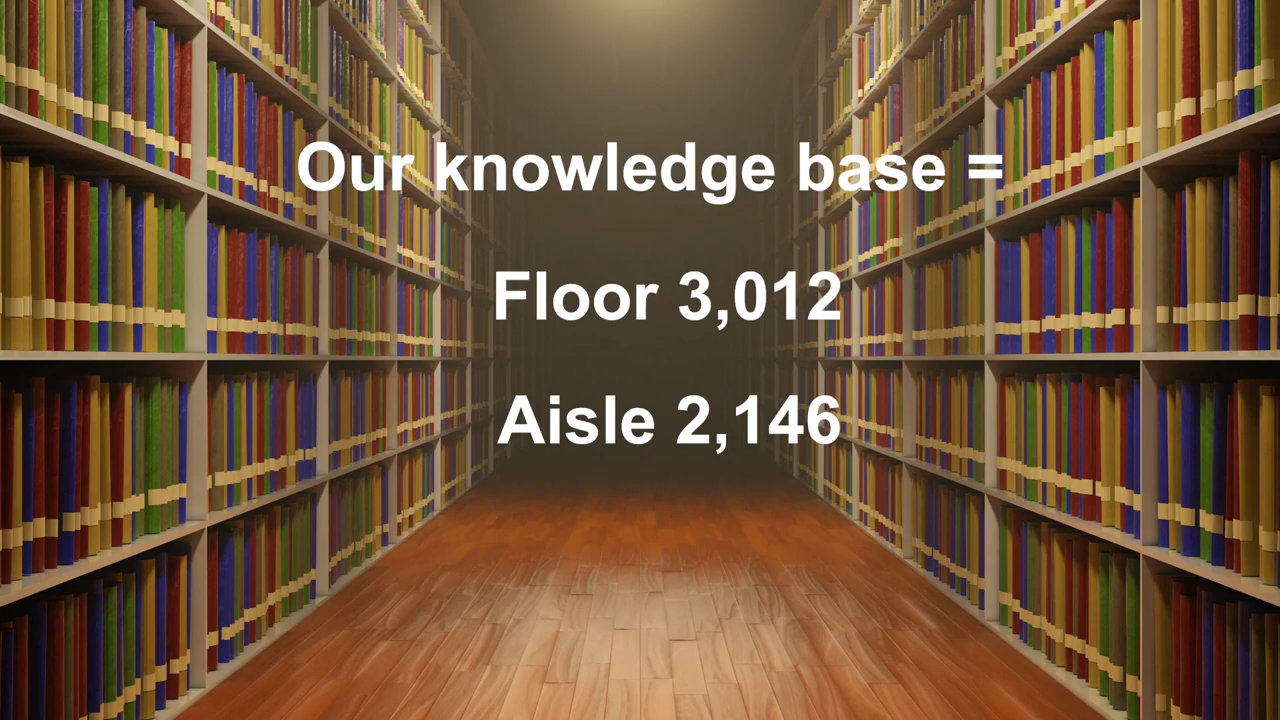 Our knowledge base =
Floor 3,012
Aisle 2,146